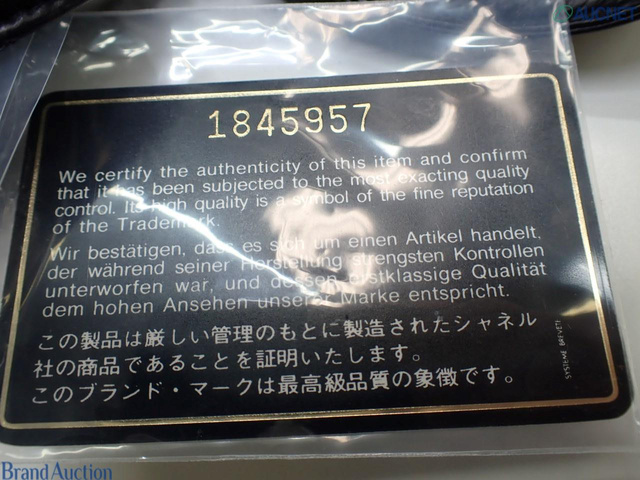 AUCNET
1845957
We certify the authenticity of this item and confirm
that it has been subjected to the most exacting quality
control. Its high quality is a symbol of the fine reputation
of the Trademark.
Wir bestätigen, dass es sich um einen Artikel handelt,
der während seiner Herstellung strengsten Kontrollen
unterworfen war, und dessen erstklassige Qualität
dem hohen Ansehen unserer Marke entspricht.
この製品は厳しい管理のもとに製造されたシャネル
社の商品であることを証明いたします。
このブランド・マークは最高級品質の象徴です。
SYSTEME BREVETE
Brand Auction